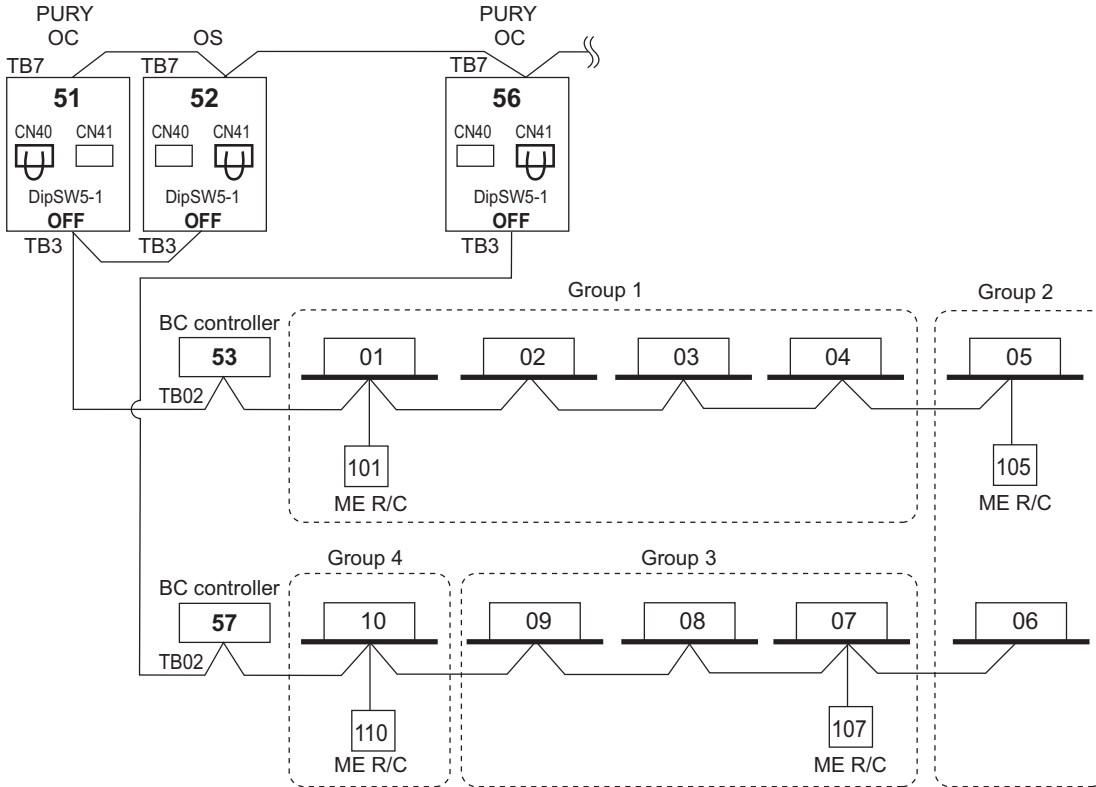 PURY
OC
OS
PURY
OC
TB7
TB7
TB7
51
52
56
CN40 CN41
CN40 CN41
CN40 CN41
DipSW5-1
OFF
DipSW5-1
OFF
DipSW5-1
OFF
TB3
TB3
TB3
Group 1
Group 2
BC controller
53
TB02
01
02
03
04
05
101
ME R/C
105
ME R/C
Group 4
Group 3
BC controller
57
TB02
10
09
08
07
06
110
ME R/C
107
ME R/C